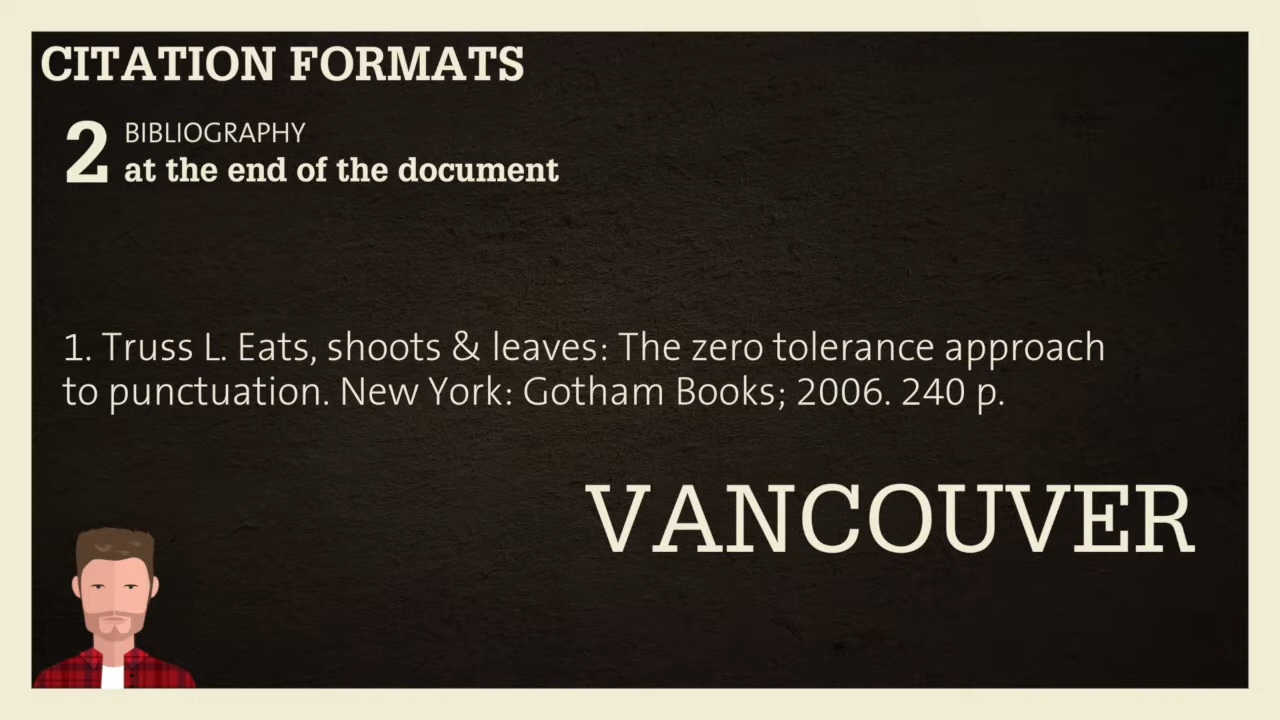 CITATION FORMATS
2 BIBLIOGRAPHY
at the end of the document
1. Truss L. Eats, shoots & leaves: The zero tolerance approach
to punctuation. New York: Gotham Books; 2006. 240 p.
VANCOUVER